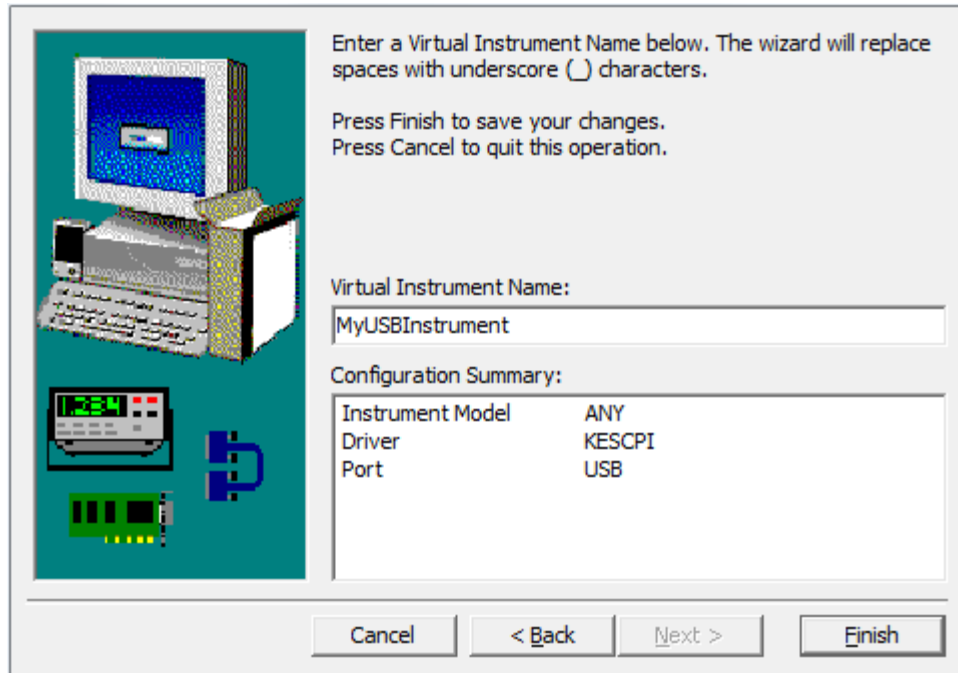 Enter a Virtual Instrument Name below. The wizard will replace
spaces with underscore (_) characters.
Press Finish to save your changes.
Press Cancel to quit this operation.
Virtual Instrument Name:
MyUSBInstrument
Configuration Summary:
Instrument Model ANY
Driver KESCPI
Port USB
1.284
Cancel < Back Next > Finish